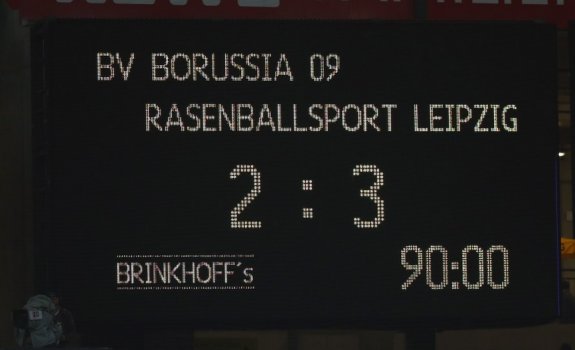 BV BORUSSIA 09
RASENBALLSPORT LEIPZIG
2 : 3
BRINKHOFF´s
90:00